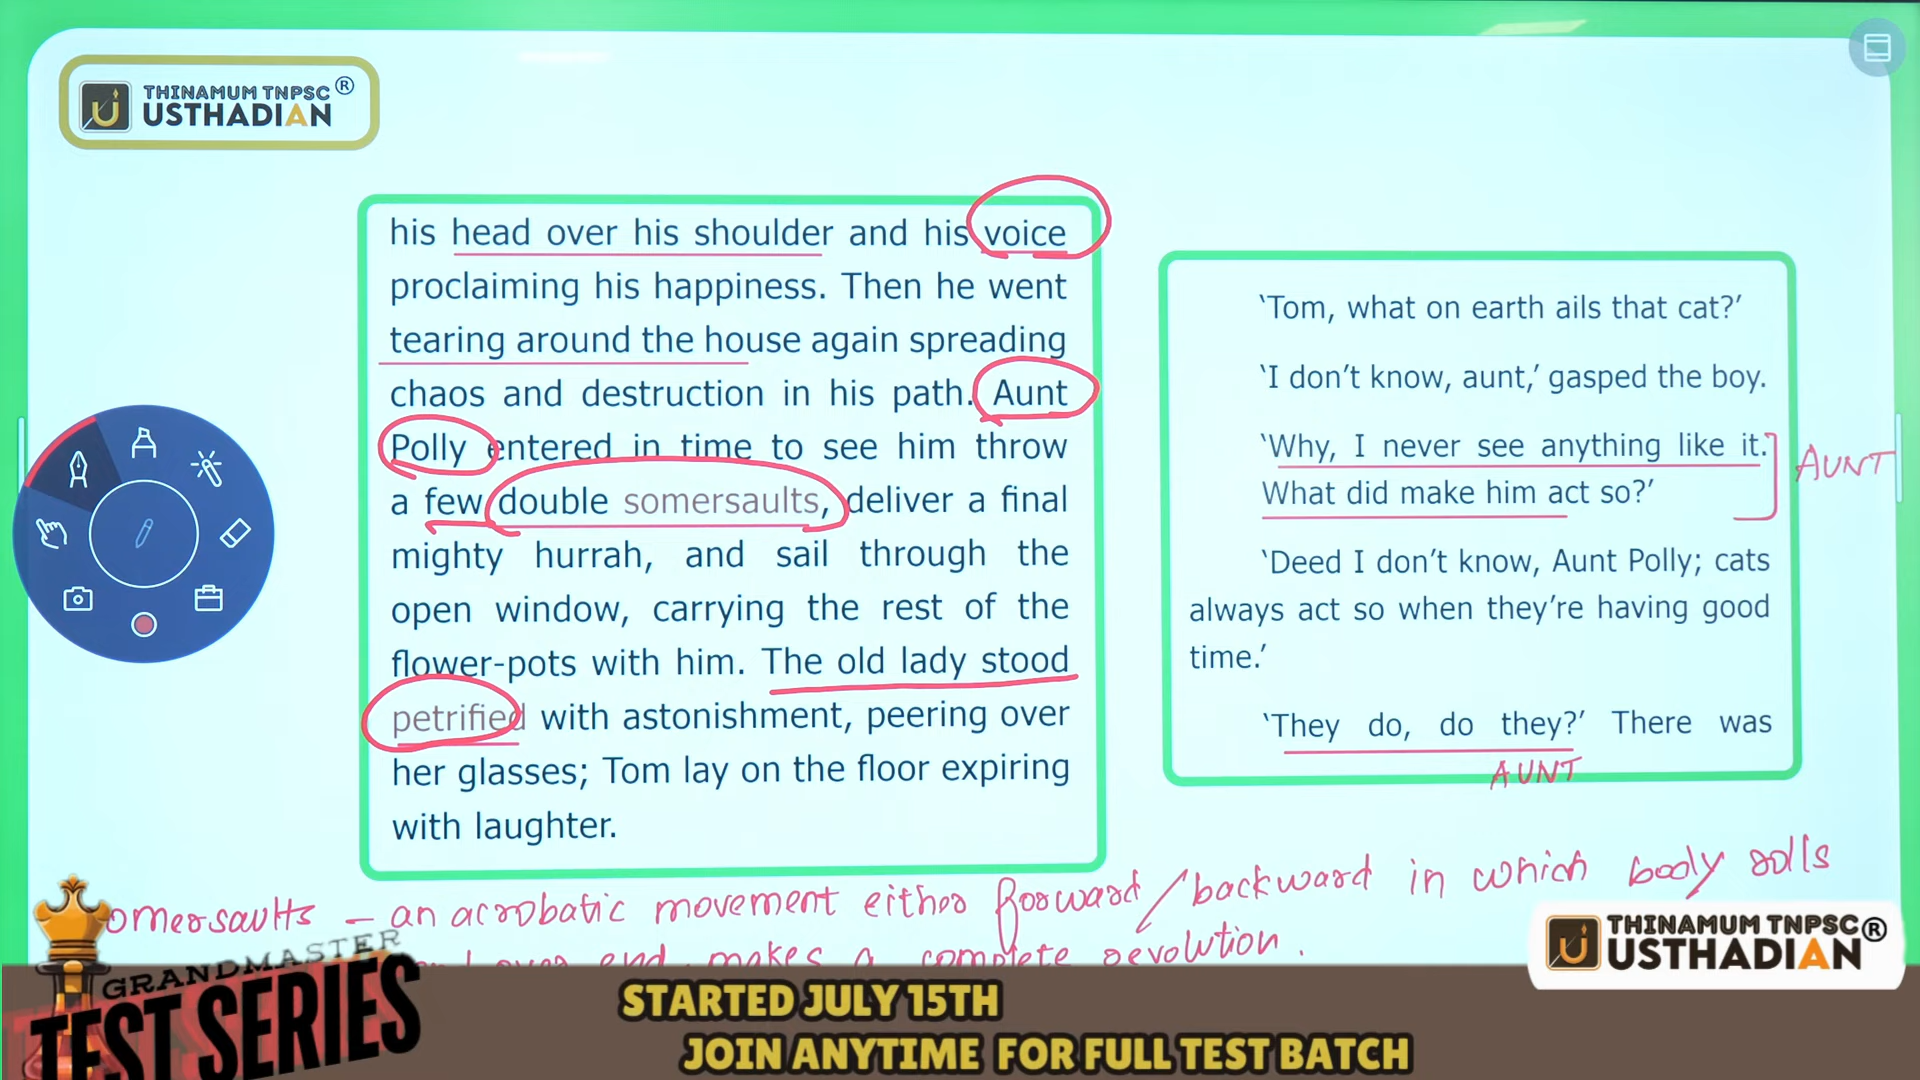 THINAMUM TNPSC ®
USTHADIAN
his head over his shoulder and his voice
proclaiming his happiness. Then he went
tearing around the house again spreading
chaos and destruction in his path. Aunt
Polly entered in time to see him throw
a few double somersaults, deliver a final
mighty hurrah, and sail through the
open window, carrying the rest of the
flower-pots with him. The old lady stood
petrified with astonishment, peering over
her glasses; Tom lay on the floor expiring
with laughter.
‘Tom, what on earth ails that cat?’
‘I don’t know, aunt,’ gasped the boy.
‘Why, I never see anything like it.
What did make him act so?’
AUNT
‘Deed I don’t know, Aunt Polly; cats
always act so when they’re having good
time.’
‘They do, do they?’ There was
AUNT
omersaults – an acrobatic movement either forward/backward in which body rolls
end makes a complete revolution.
THINAMUM TNPSC ®
USTHADIAN
GRANDMASTER
TEST SERIES
STARTED JULY 15TH
JOIN ANYTIME FOR FULL TEST BATCH